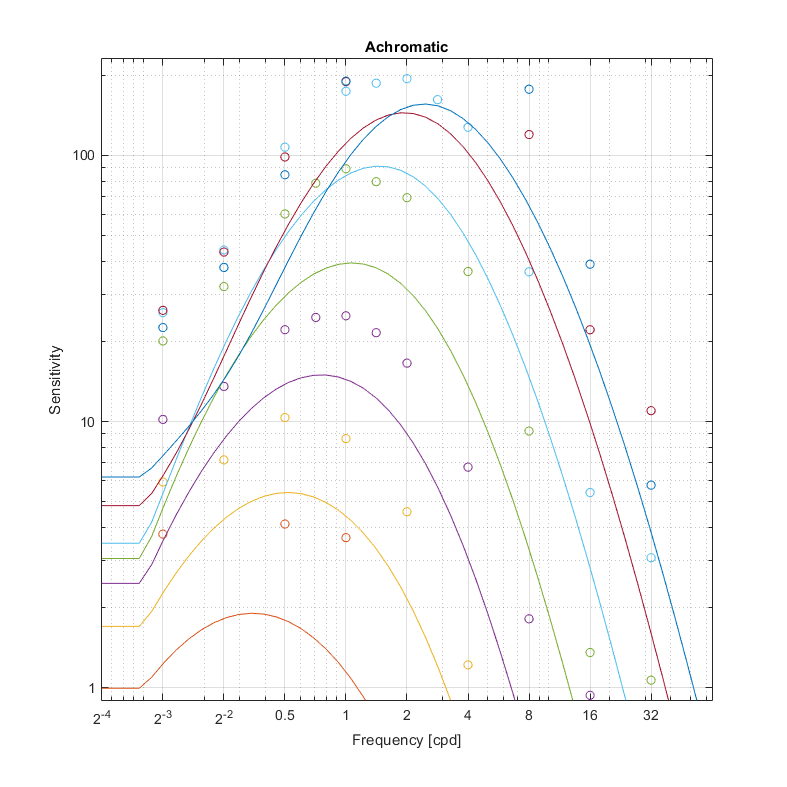 Achromatic
100
10
1
Sensitivity
2^-4 2^-3 2^-2 0.5 1 2 4 8 16 32
Frequency [cpd]